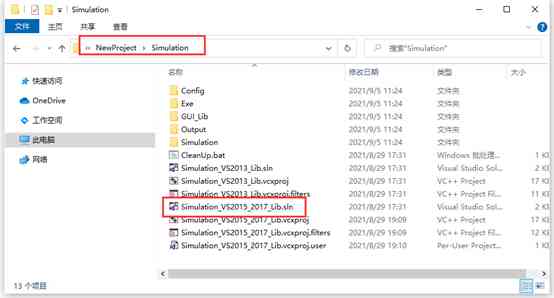 Simulation
文件
主页
共享
查看
« NewProject > Simulation
搜索"Simulation"
快速访问
OneDrive
工作空间
此电脑
网络
名称 修改日期 类型 大小
Config 2021/9/5 11:24 文件夹
Exe 2021/9/5 11:24 文件夹
GUI_Lib 2021/9/5 11:24 文件夹
Output 2021/9/5 11:24 文件夹
Simulation 2021/9/5 11:24 文件夹
CleanUp.bat 2021/8/29 17:31 Windows 批处理... 1 K
Simulation_VS2013_Lib.sln 2021/8/29 17:31 Visual Studio Sol... 2 K
Simulation_VS2013_Lib.vcxproj 2021/8/29 17:31 VC++ Project 17 K
Simulation_VS2013_Lib.vcxproj.filters 2021/8/29 17:31 VC++ Project Filte... 11 K
Simulation_VS2015_2017_Lib.sln 2021/8/29 17:31 Visual Studio Sol... 2 K
Simulation_VS2015_2017_Lib.vcxproj 2021/8/29 19:09 VC++ Project 16 K
Simulation_VS2015_2017_Lib.vcxproj.filters 2021/8/29 19:09 VC++ Project Filte... 12 K
Simulation_VS2015_2017_Lib.vcxproj.user 2021/8/29 19:10 Per-User Project...
13 个项目